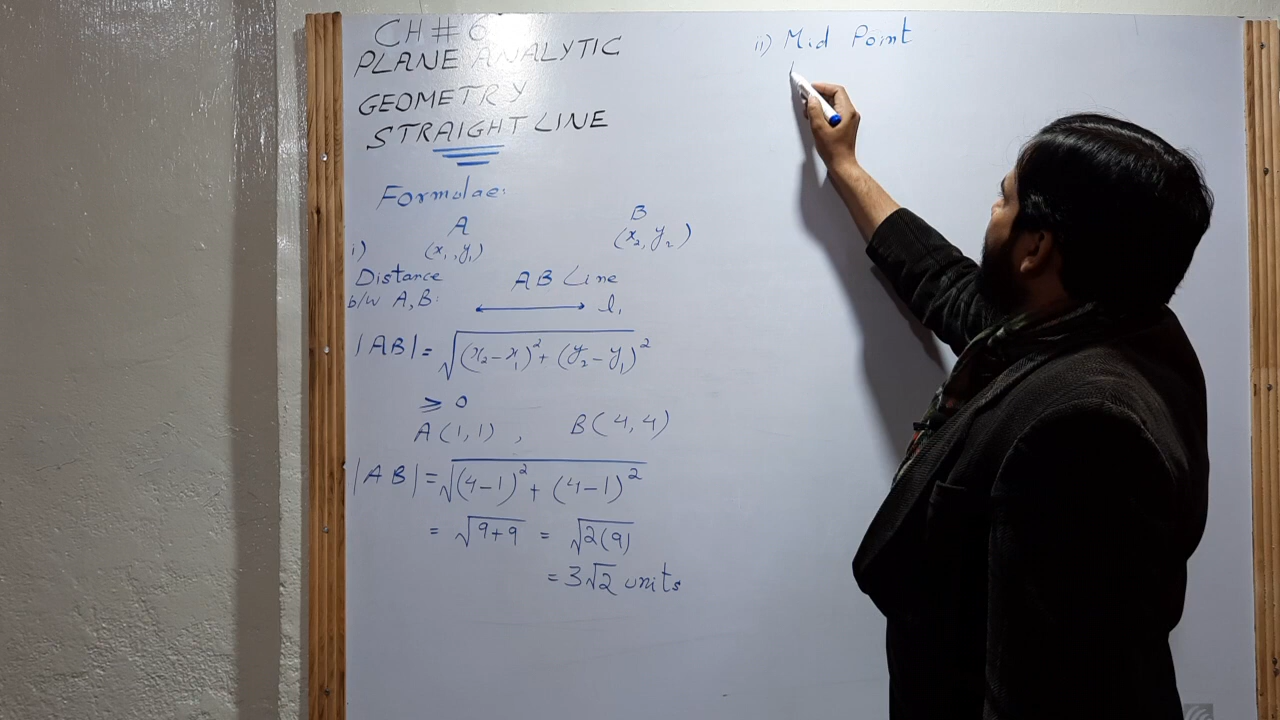 CH # 6
PLANE ANALYTIC
GEOMETRY
STRAIGHT LINE
Formulae:
A B
i) (x₁, y₁) (x₂, y₂)
Distance AB Line
b/w A, B: l₁
|AB| = √((x₂ - x₁)² + (y₂ - y₁)²)
⩾ 0
A (1, 1) , B (4, 4)
|AB| = √((4-1)² + (4-1)²)
= √(9+9) = √(2(9))
= 3√2 units
ii) Mid Point